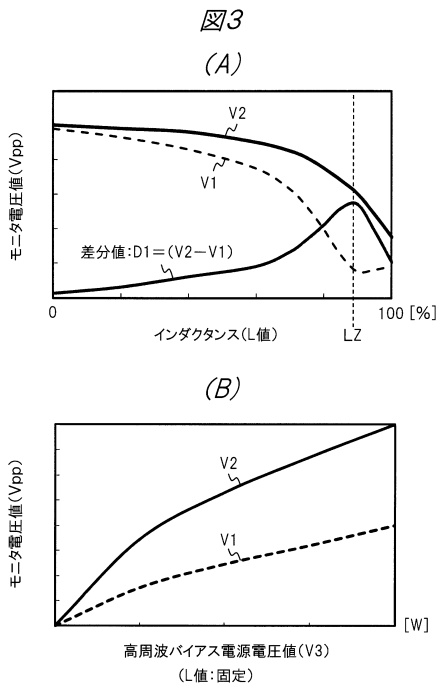 図3
(A)
モニタ電圧値(Vpp)
V2
V1
差分値:D1=(V2-V1)
0
100 [%]
インダクタンス(L値)
LZ
(B)
モニタ電圧値(Vpp)
V2
V1
[W]
高周波バイアス電源電圧値(V3)
(L値:固定)